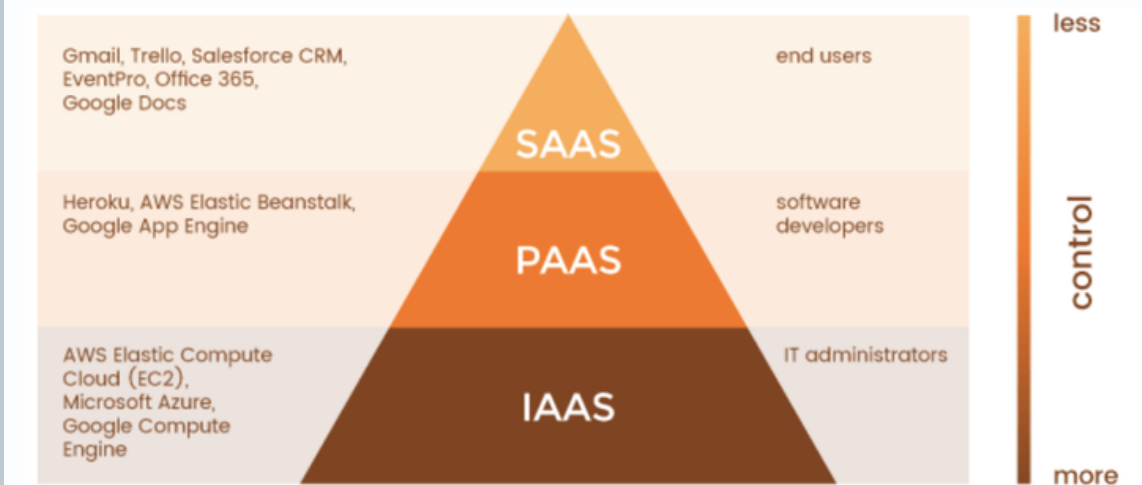 less
Gmail, Trello, Salesforce CRM,
EventPro, Office 365,
Google Docs
SAAS
end users
Heroku, AWS Elastic Beanstalk,
Google App Engine
PAAS
software
developers
control
AWS Elastic Compute
Cloud (EC2),
Microsoft Azure,
Google Compute
Engine
IAAS
IT administrators
more